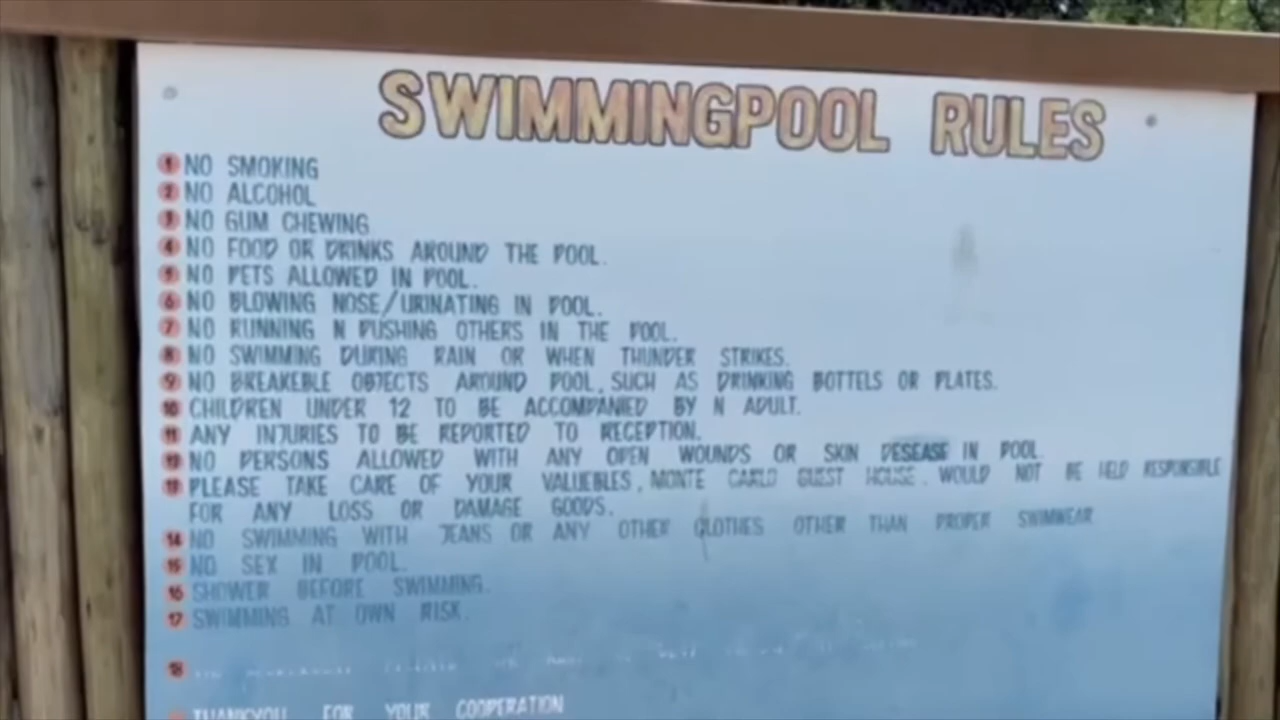 SWIMMINGPOOL RULES
1 NO SMOKING
2 NO ALCOHOL
3 NO GUM CHEWING
4 NO FOOD OR DRINKS AROUND THE POOL.
5 NO PETS ALLOWED IN POOL.
6 NO BLOWING NOSE/URINATING IN POOL.
7 NO RUNNING N PUSHING OTHERS IN THE POOL.
8 NO SWIMMING DURING RAIN OR WHEN THUNDER STRIKES.
9 NO BREAKEBLE OBJECTS AROUND POOL, SUCH AS DRINKING BOTTELS OR PLATES.
10 CHILDREN UNDER 12 TO BE ACCOMPANIED BY N ADULT.
11 ANY INJURIES TO BE REPORTED TO RECEPTION.
12 NO PERSONS ALLOWED WITH ANY OPEN WOUNDS OR SKIN DESEASE IN POOL.
13 PLEASE TAKE CARE OF YOUR VALUEBLES, MONTE CARLO GUEST HOUSE. WOULD NOT BE HELD RESPONSIBLE
FOR ANY LOSS OR DAMAGE GOODS.
14 NO SWIMMING WITH JEANS OR ANY OTHER CLOTHES OTHER THAN PROPER SWIMWEAR
15 NO SEX IN POOL.
16 SHOWER BEFORE SWIMMING.
17 SWIMMING AT OWN RISK.
18
THANKYOU FOR YOUR COOPERATION